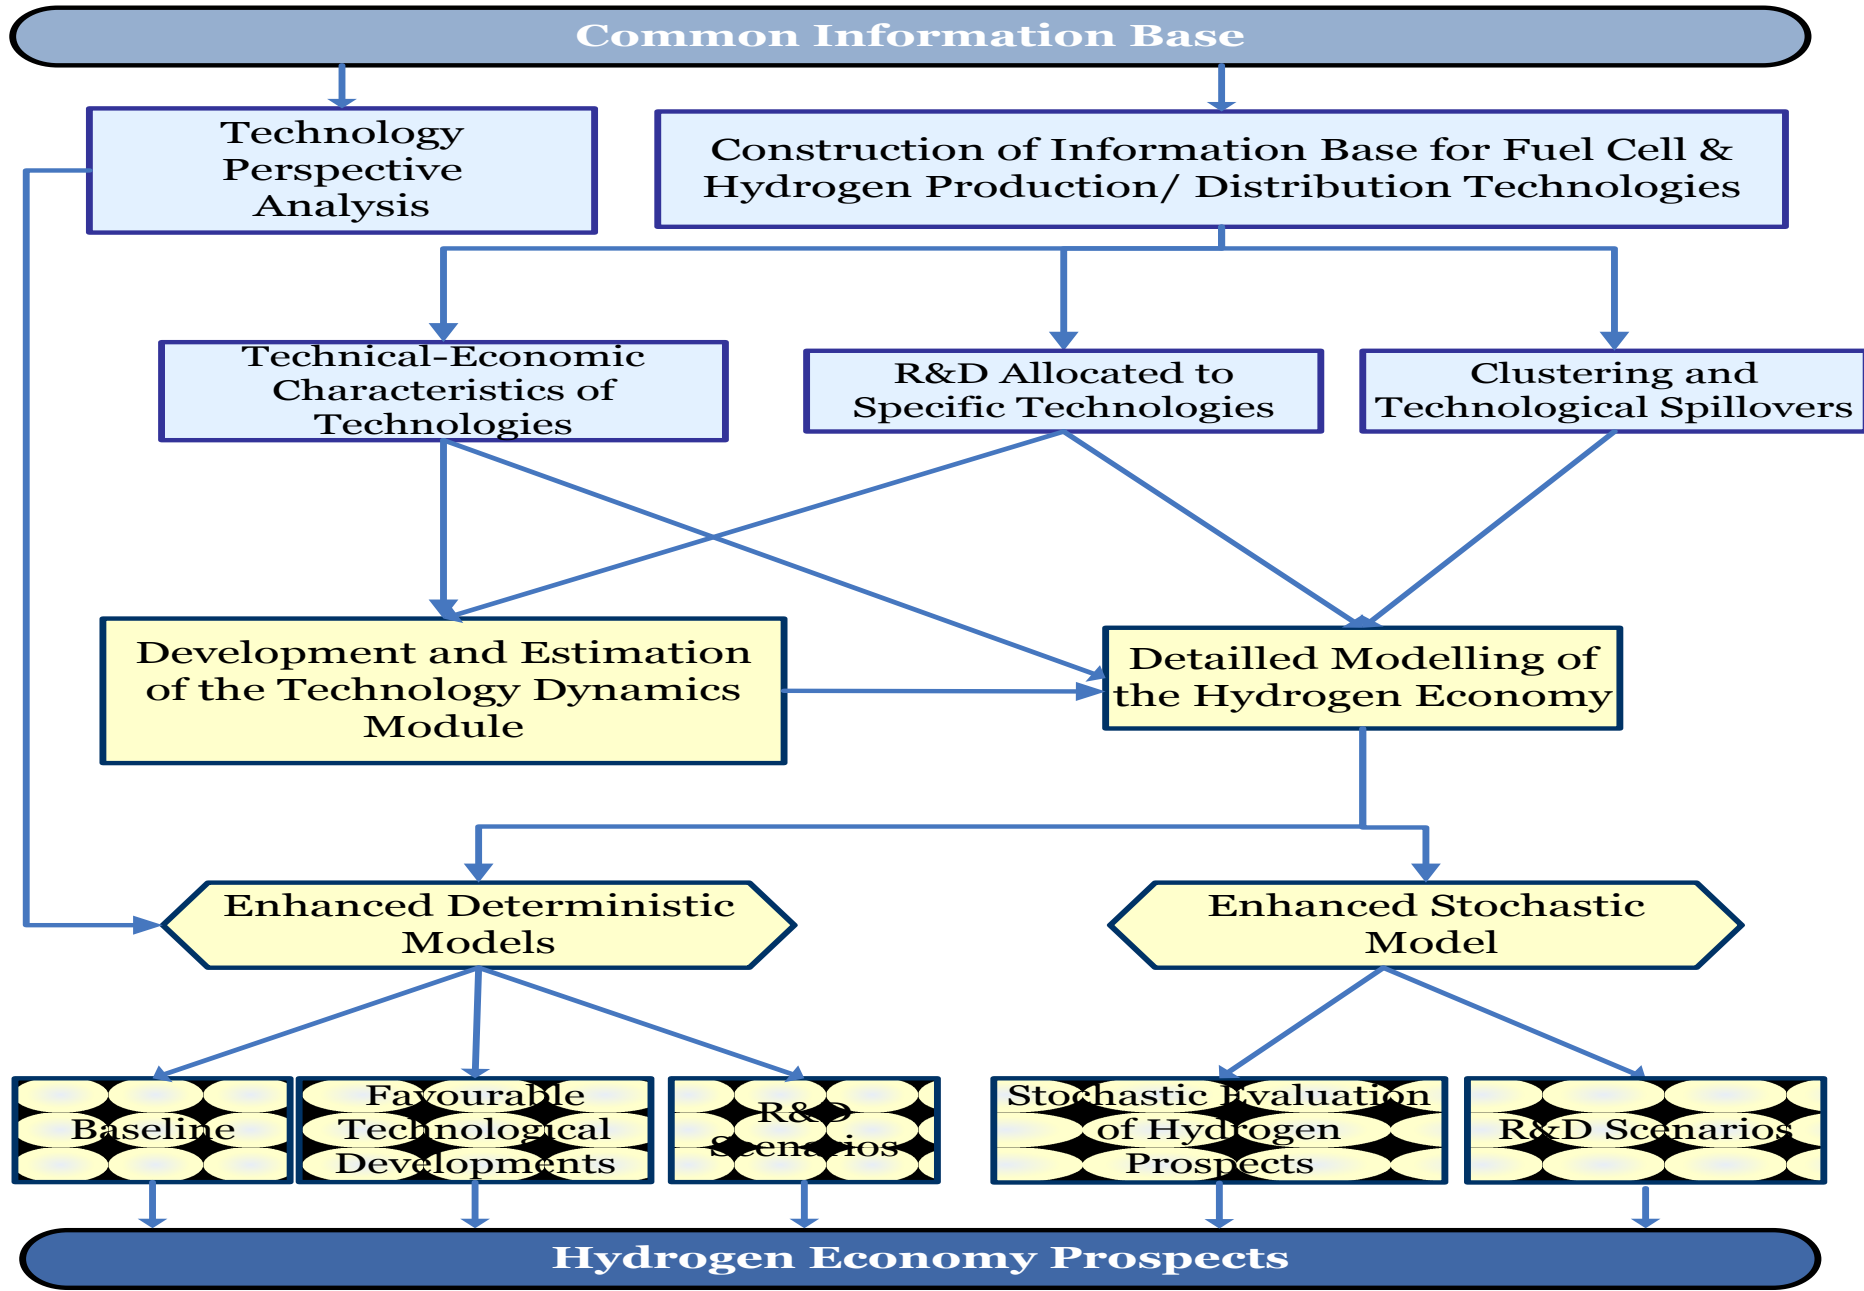 Common Information Base
Technology
Perspective
Analysis
Construction of Information Base for Fuel Cell &
Hydrogen Production/ Distribution Technologies
Technical-Economic
Characteristics of
Technologies
R&D Allocated to
Specific Technologies
Clustering and
Technological Spillovers
Development and Estimation
of the Technology Dynamics
Module
Detailled Modelling of
the Hydrogen Economy
Enhanced Deterministic
Models
Enhanced Stochastic
Model
Baseline
Favourable
Technological
Developments
R&D
Scenarios
Stochastic Evaluation
of Hydrogen
Prospects
R&D Scenarios
Hydrogen Economy Prospects